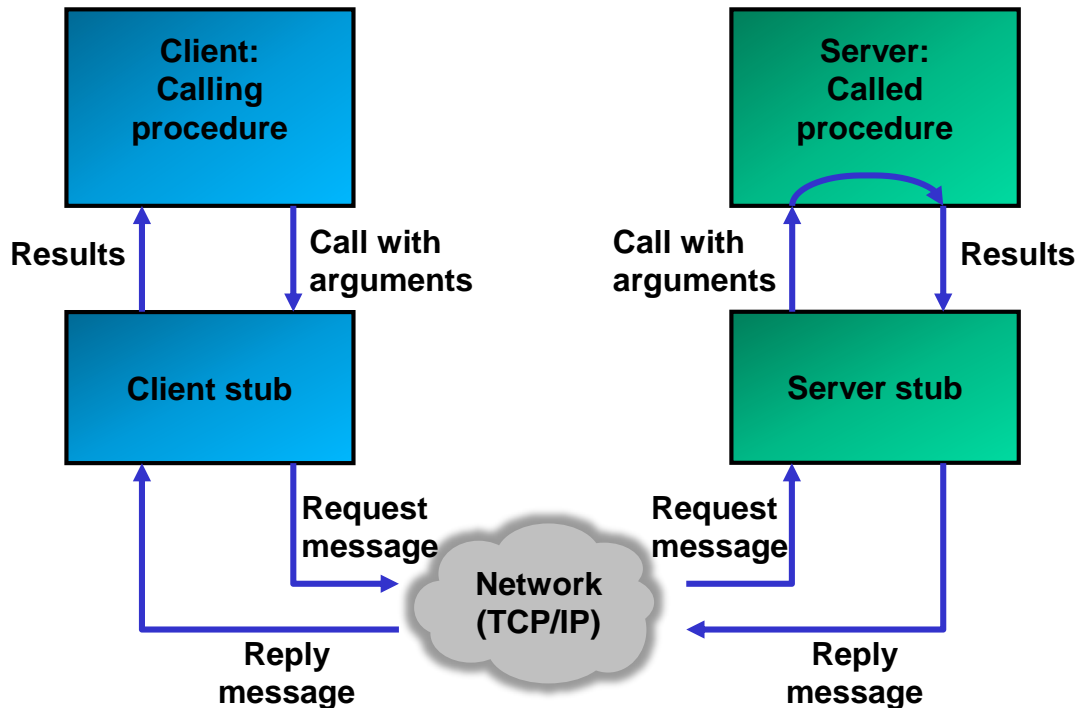 Client:
Calling
procedure
Server:
Called
procedure
Results
Call with
arguments
Call with
arguments
Results
Client stub
Server stub
Request
message
Request
message
Network
(TCP/IP)
Reply
message
Reply
message